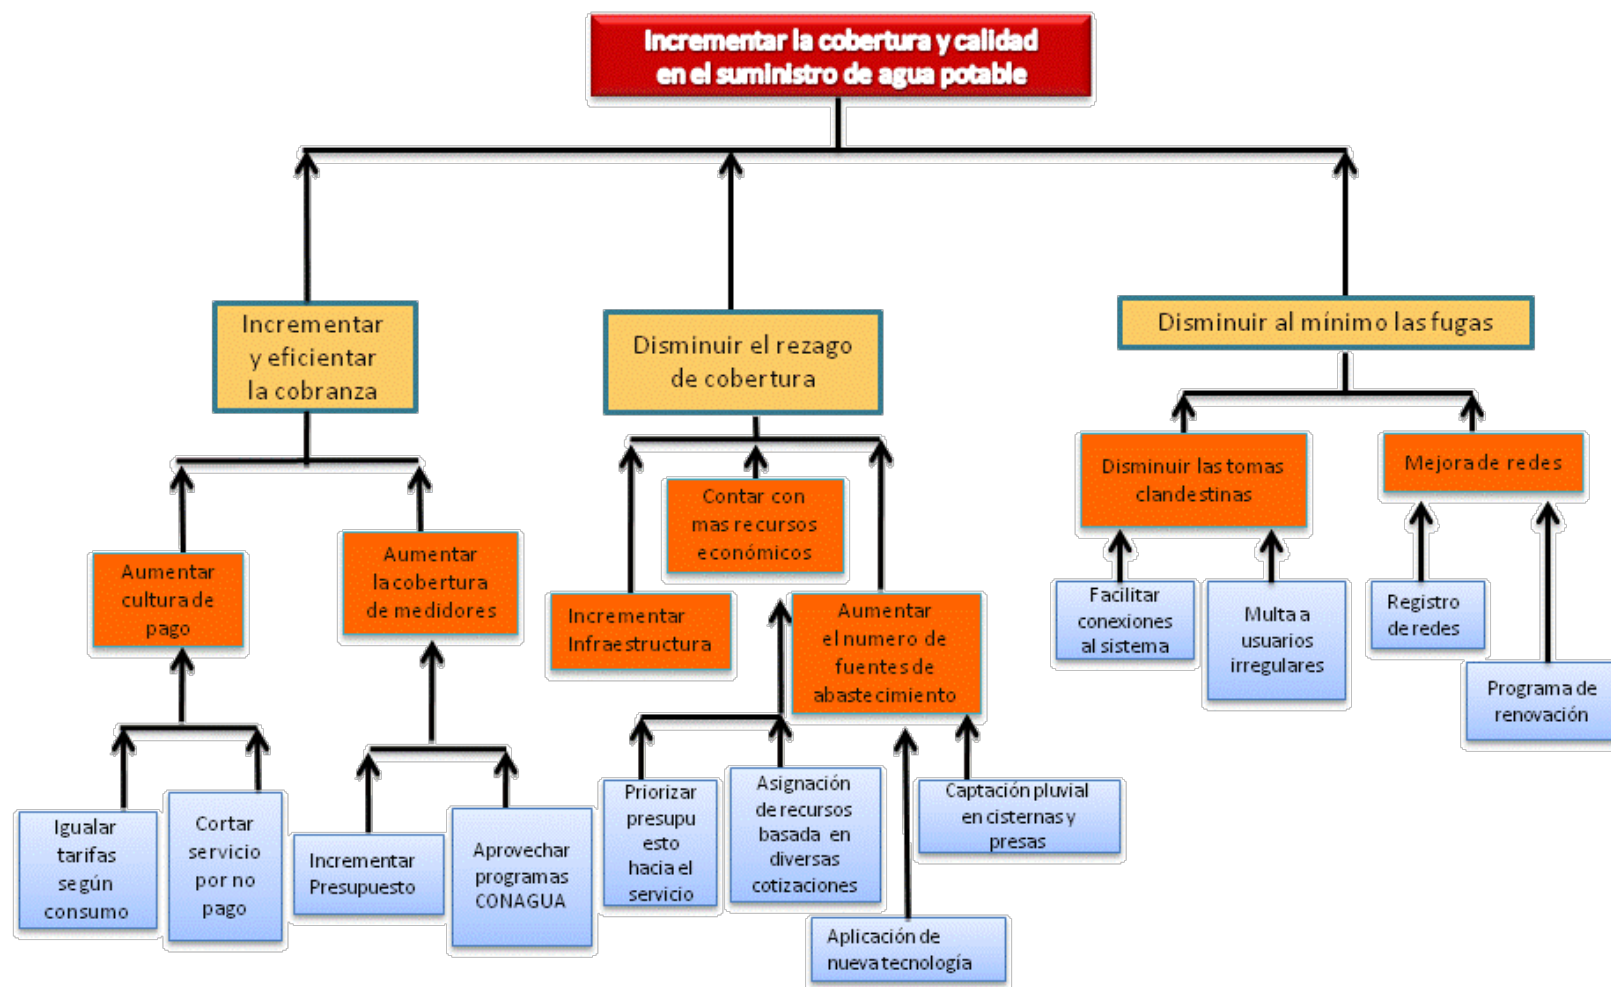 Incrementar la cobertura y calidad
en el suministro de agua potable
Incrementar
y eficientar
la cobranza
Disminuir el rezago
de cobertura
Disminuir al mínimo las fugas
Aumentar
cultura de
pago
Aumentar
la cobertura
de medidores
Contar con
mas recursos
económicos
Incrementar
Infraestructura
Aumentar
el numero de
fuentes de
abastecimiento
Disminuir las tomas
clandestinas
Mejora de redes
Facilitar
conexiones
al sistema
Multa a
usuarios
irregulares
Registro
de redes
Programa de
renovación
Igualar
tarifas
según
consumo
Cortar
servicio
por no
pago
Incrementar
Presupuesto
Aprovechar
programas
CONAGUA
Priorizar
presupu
esto
hacia el
servicio
Asignación
de recursos
basada en
diversas
cotizaciones
Captación pluvial
en cisternas y
presas
Aplicación de
nueva tecnología